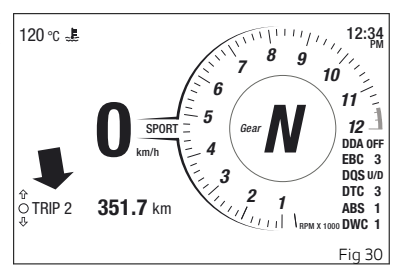 120 °C
12:34
PM
1
2
3
4
5
6
7
8
9
10
11
12
0
km/h
SPORT
Gear N
RPM X 1000
DDA OFF
EBC 3
DQS U/D
DTC 3
ABS 1
DWC 1
TRIP 2 351.7 km
Fig 30